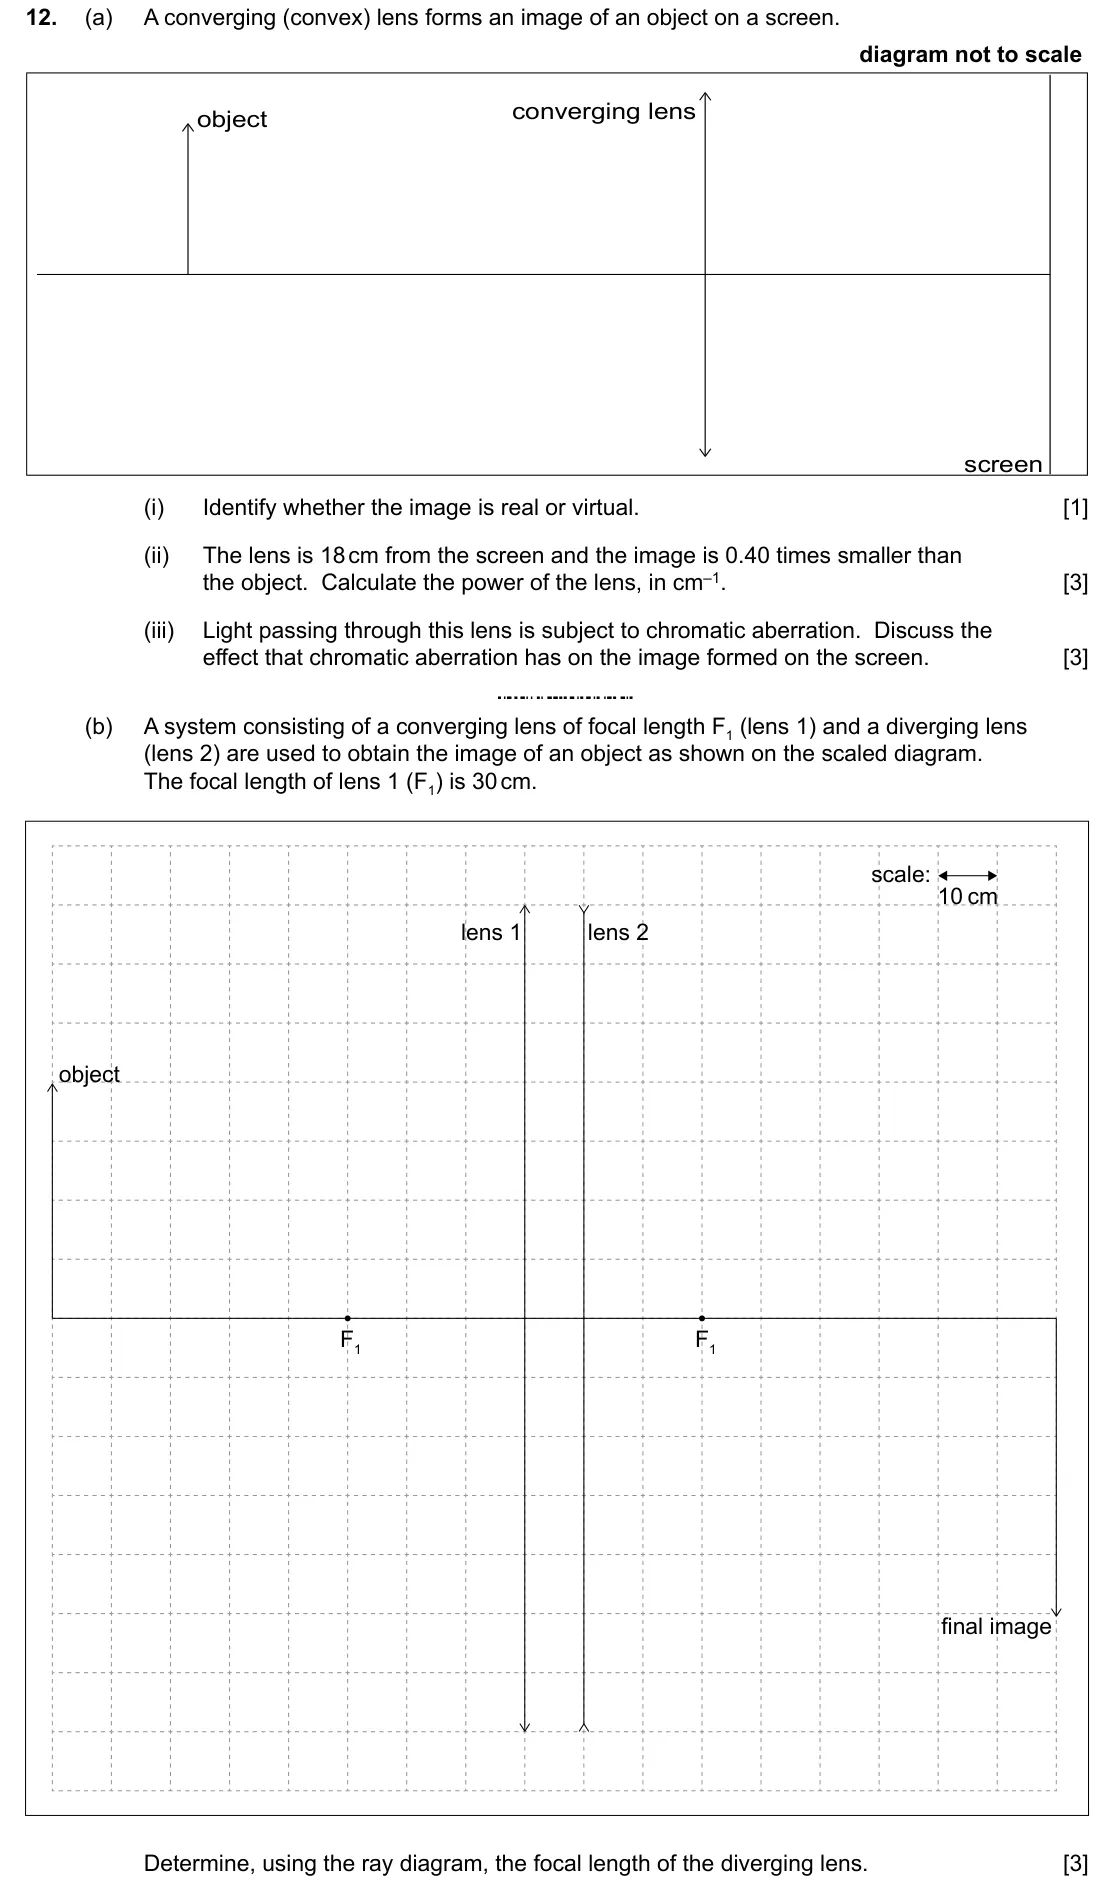 12. (a) A converging (convex) lens forms an image of an object on a screen.
diagram not to scale
object
converging lens
screen
(i) Identify whether the image is real or virtual. [1]
(ii) The lens is 18 cm from the screen and the image is 0.40 times smaller than
the object. Calculate the power of the lens, in cm⁻¹. [3]
(iii) Light passing through this lens is subject to chromatic aberration. Discuss the
effect that chromatic aberration has on the image formed on the screen. [3]
(b) A system consisting of a converging lens of focal length F₁ (lens 1) and a diverging lens
(lens 2) are used to obtain the image of an object as shown on the scaled diagram.
The focal length of lens 1 (F₁) is 30 cm.
scale:
10 cm
lens 1
lens 2
object
F₁
F₁
final image
Determine, using the ray diagram, the focal length of the diverging lens. [3]